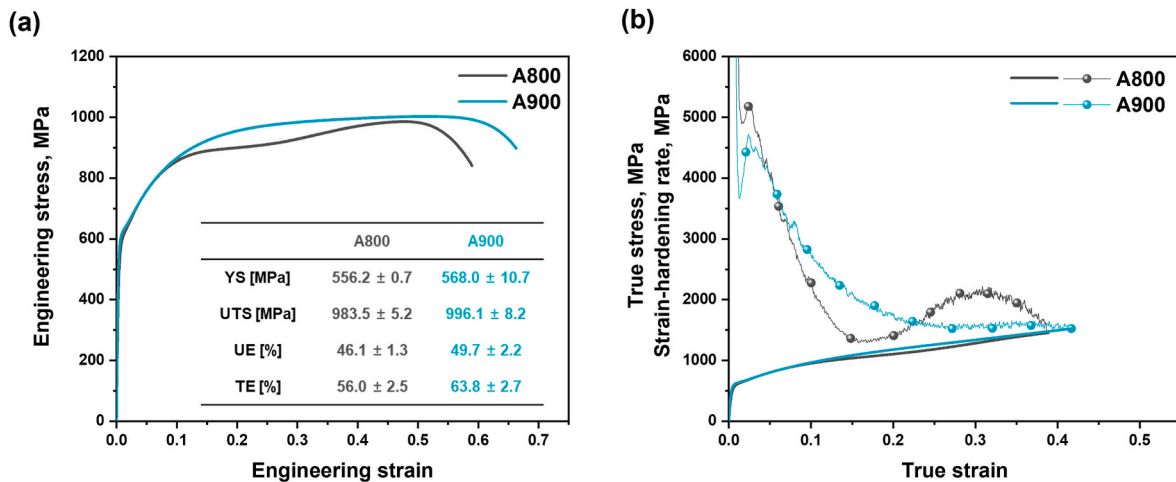 (a)
1200
1000
800
600
400
200
0
Engineering stress, MPa
0.0 0.1 0.2 0.3 0.4 0.5 0.6 0.7
Engineering strain
A800
A900
A800 A900
YS [MPa] 556.2 ± 0.7 568.0 ± 10.7
UTS [MPa] 983.5 ± 5.2 996.1 ± 8.2
UE [%] 46.1 ± 1.3 49.7 ± 2.2
TE [%] 56.0 ± 2.5 63.8 ± 2.7
(b)
6000
5000
4000
3000
2000
1000
0
True stress, MPa
Strain-hardening rate, MPa
0.0 0.1 0.2 0.3 0.4 0.5
True strain
A800
A900